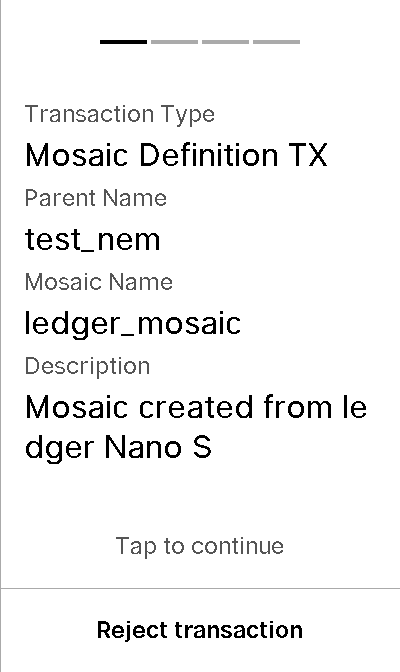 Transaction Type
Mosaic Definition TX
Parent Name
test_nem
Mosaic Name
ledger_mosaic
Description
Mosaic created from le
dger Nano S
Tap to continue
Reject transaction